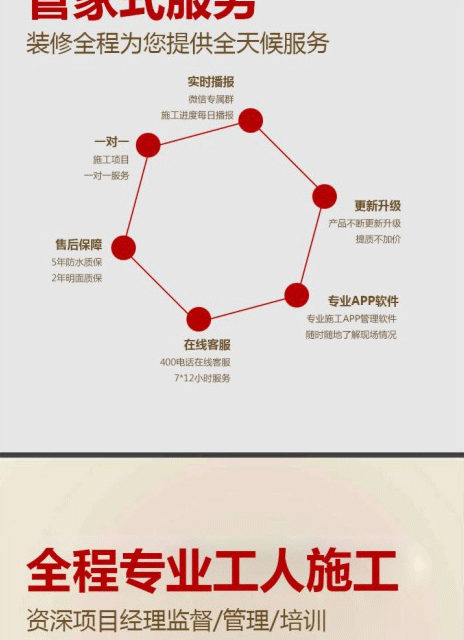 管家式服务
装修全程为您提供全天候服务
实时播报
微信专属群
施工进度每日播报
一对一
施工项目
一对一服务
更新升级
产品不断更新升级
提质不加价
售后保障
5年防水质保
2年明面质保
专业APP软件
专业施工APP管理软件
随时随地了解现场情况
在线客服
400电话在线客服
7*12小时服务
全程专业工人施工
资深项目经理监督/管理/培训